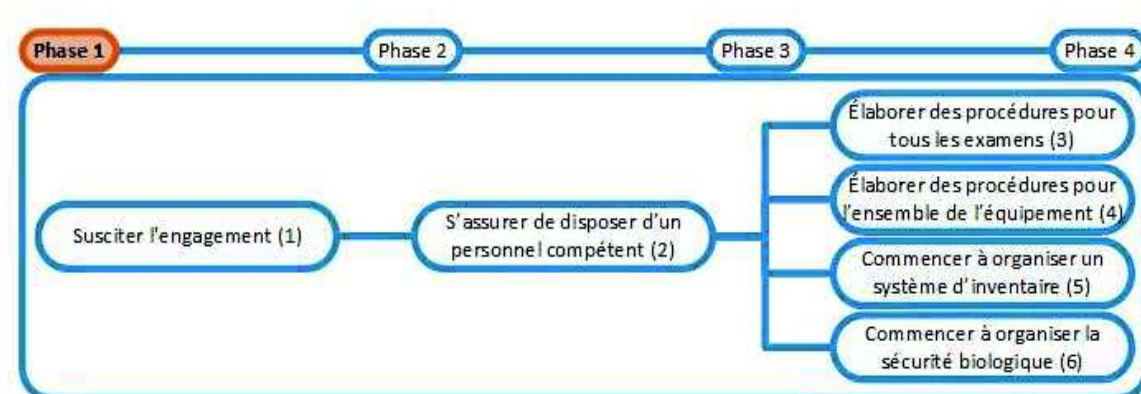 Phase 1
Phase 2
Phase 3
Phase 4
Susciter l'engagement (1)
S'assurer de disposer d'un
personnel compétent (2)
Élaborer des procédures pour
tous les examens (3)
Élaborer des procédures pour
l'ensemble de l'équipement (4)
Commencer à organiser un
système d'inventaire (5)
Commencer à organiser la
sécurité biologique (6)